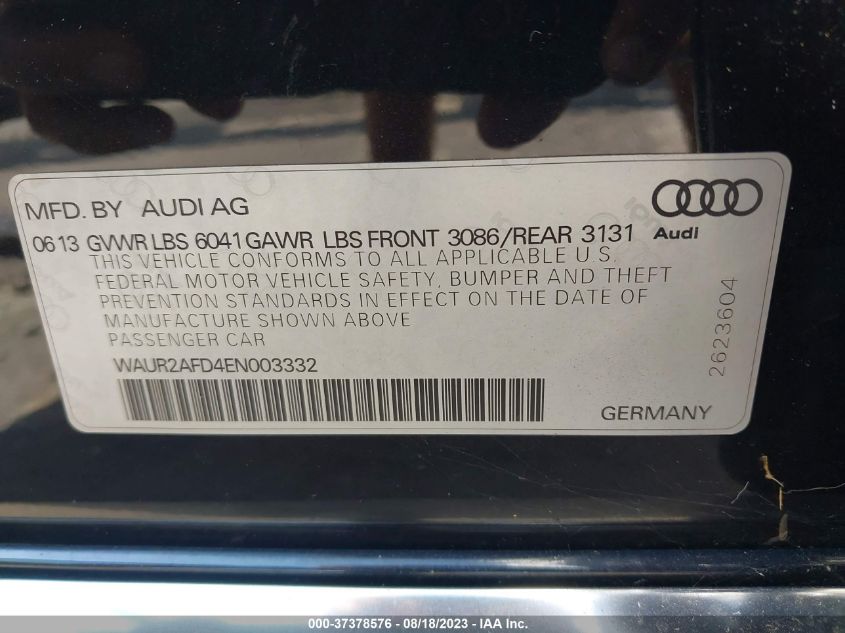 MFD. BY AUDI AG
Audi
06 13 GVWR LBS 6041 GAWR LBS FRONT 3086/REAR 3131
THIS VEHICLE CONFORMS TO ALL APPLICABLE U.S.
FEDERAL MOTOR VEHICLE SAFETY, BUMPER AND THEFT
PREVENTION STANDARDS IN EFFECT ON THE DATE OF
MANUFACTURE SHOWN ABOVE
PASSENGER CAR
2623604
WAUR2AFD4EN003332
GERMANY
000-37378576 - 08/18/2023 - IAA Inc.